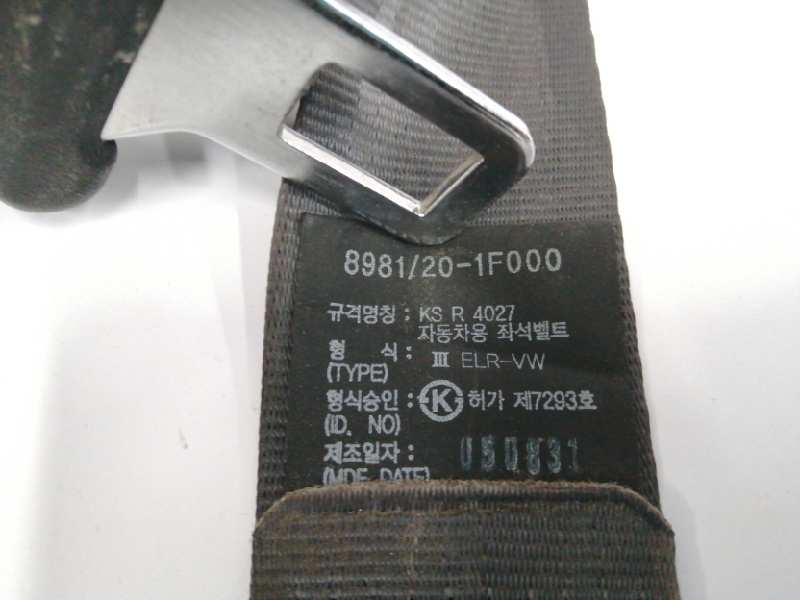 8981/20-1F000
규격명칭 : KS R 4027
자동차용 좌석벨트
형 식 : Ⅲ ELR-VW
(TYPE)
형식승인 : K 허가 제7293호
(ID. NO)
제조일자 : 050831
(MDF DATE)